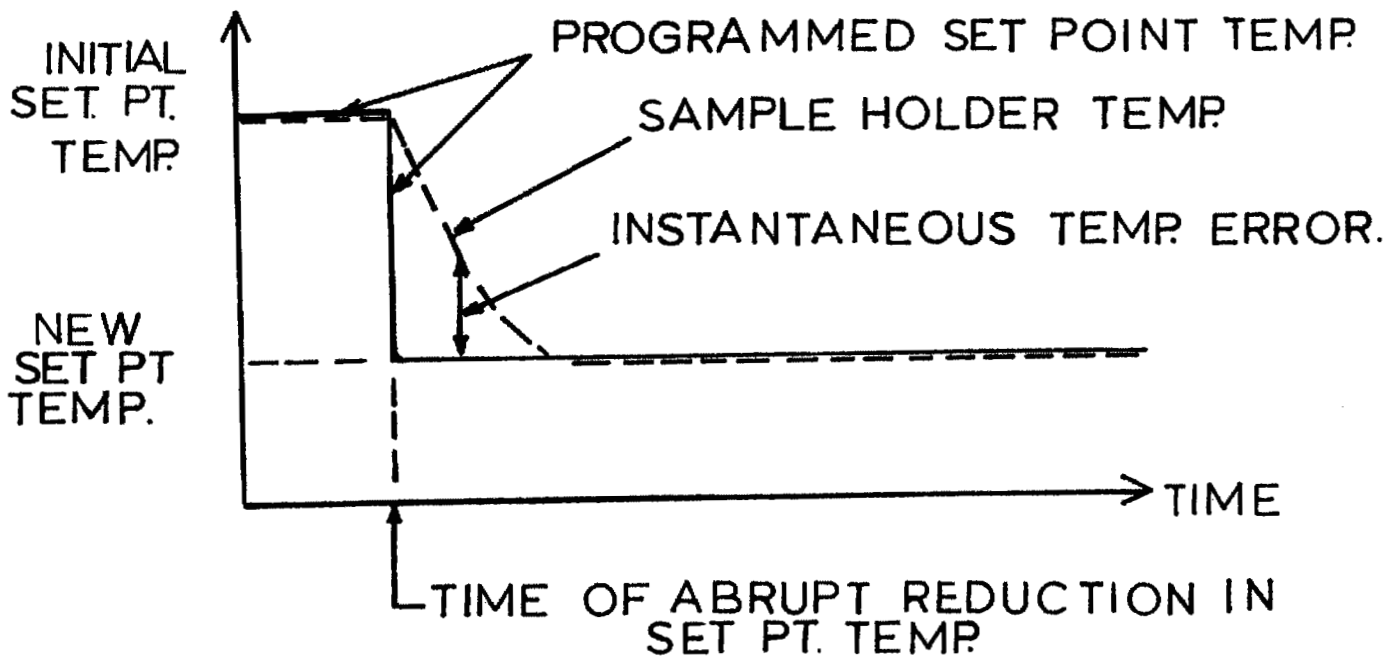 PROGRAMMED SET POINT TEMP.
INITIAL
SET. PT.
TEMP.
SAMPLE HOLDER TEMP.
INSTANTANEOUS TEMP. ERROR.
NEW
SET PT
TEMP.
TIME
TIME OF ABRUPT REDUCTION IN
SET PT. TEMP.